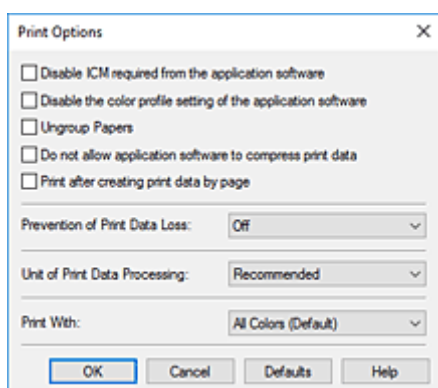 Print Options
Disable ICM required from the application software
Disable the color profile setting of the application software
Ungroup Papers
Do not allow application software to compress print data
Print after creating print data by page
Prevention of Print Data Loss: Off
Unit of Print Data Processing: Recommended
Print With: All Colors (Default)
OK Cancel Defaults Help